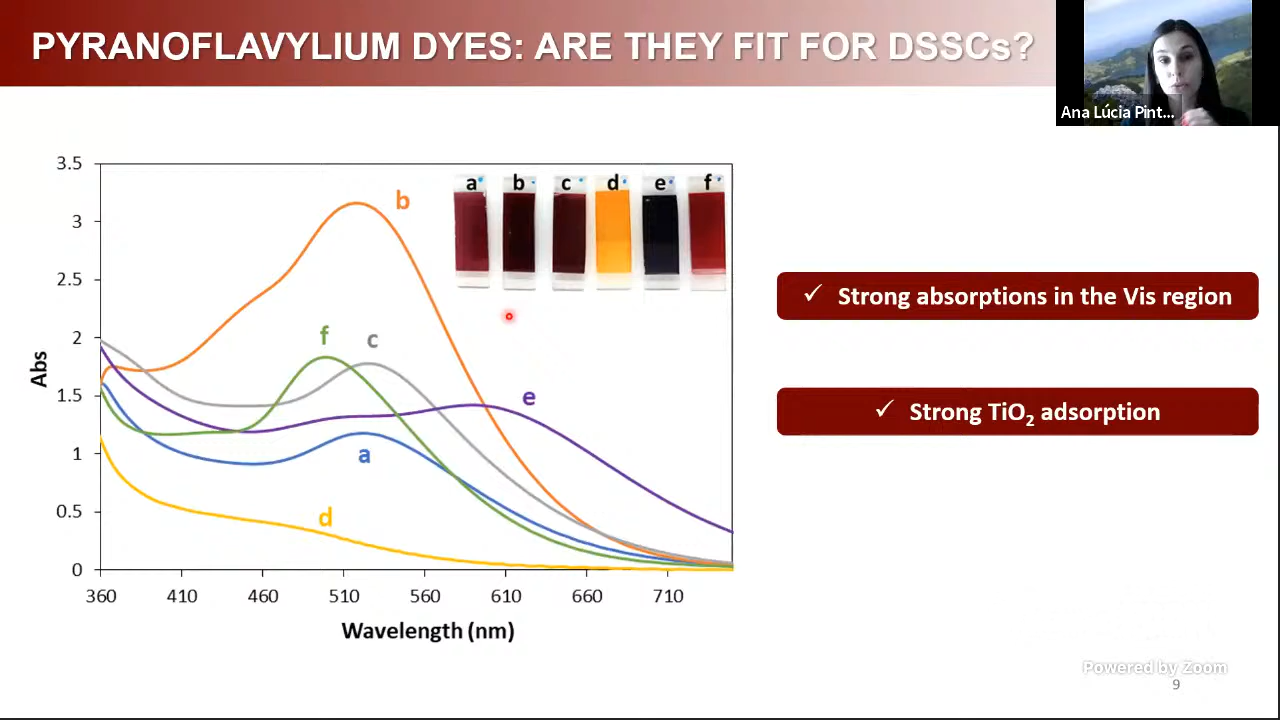 PYRANOFLAVYLIUM DYES: ARE THEY FIT FOR DSSCs?
Ana Lúcia Pint...
3.5
3
2.5
2
1.5
1
0.5
0
Abs
a b c d e f
b
f
c
e
a
d
360 410 460 510 560 610 660 710
Wavelength (nm)
✓ Strong absorptions in the Vis region
✓ Strong TiO₂ adsorption
Powered by Zoom
9